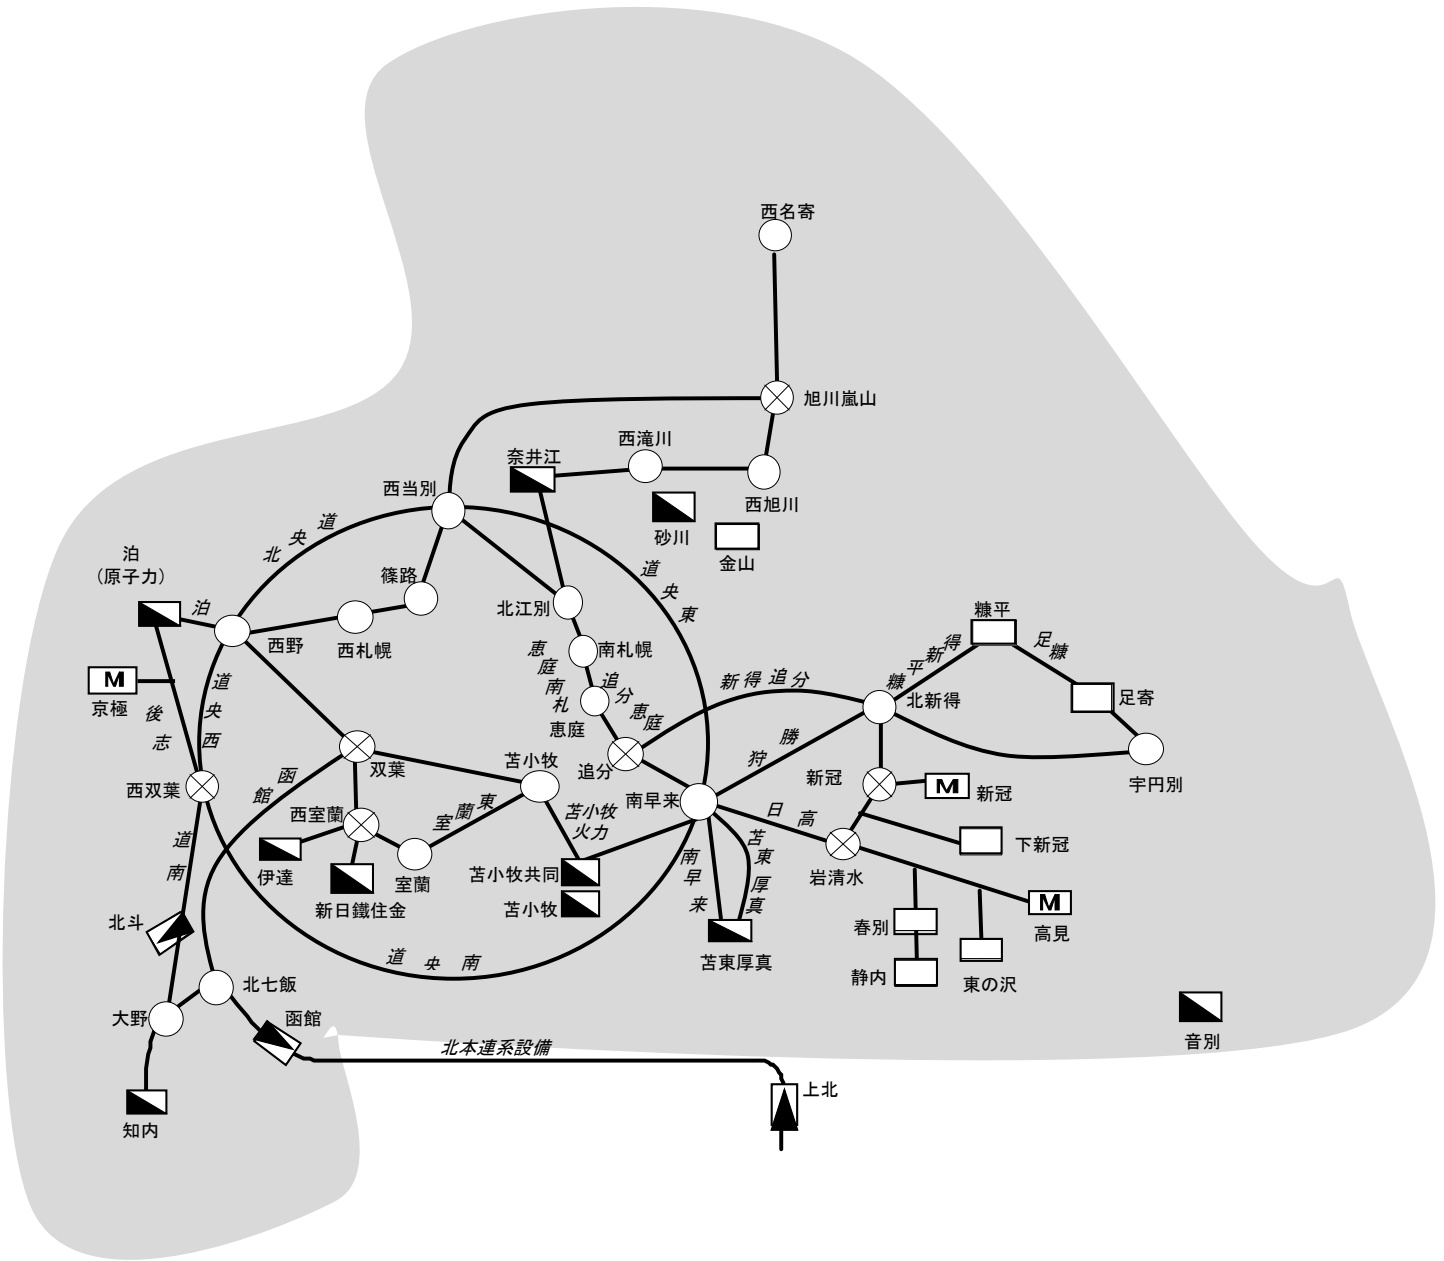 西名寄
旭川嵐山
西滝川
奈井江
西当別
西旭川
砂川
金山
道央北
泊
（原子力）
篠路
道央東
泊
北江別
糠平
西野
西札幌
南札幌
恵庭南札
追分恵庭
新得追分
糠平新得
足糠
M
京極
道央西
後志
恵庭
北新得
足寄
狩勝
双葉
苫小牧
追分
新冠
M
新冠
宇円別
西双葉
函館
南早来
日高
西室蘭
室蘭東
苫小牧
火力
道南
苫東厚真
下新冠
南早来
岩清水
伊達
室蘭
苫小牧共同
新日鐵住金
苫小牧
M
高見
北斗
春別
道央南
苫東厚真
静内
東の沢
北七飯
大野
函館
音別
北本連系設備
上北
知内